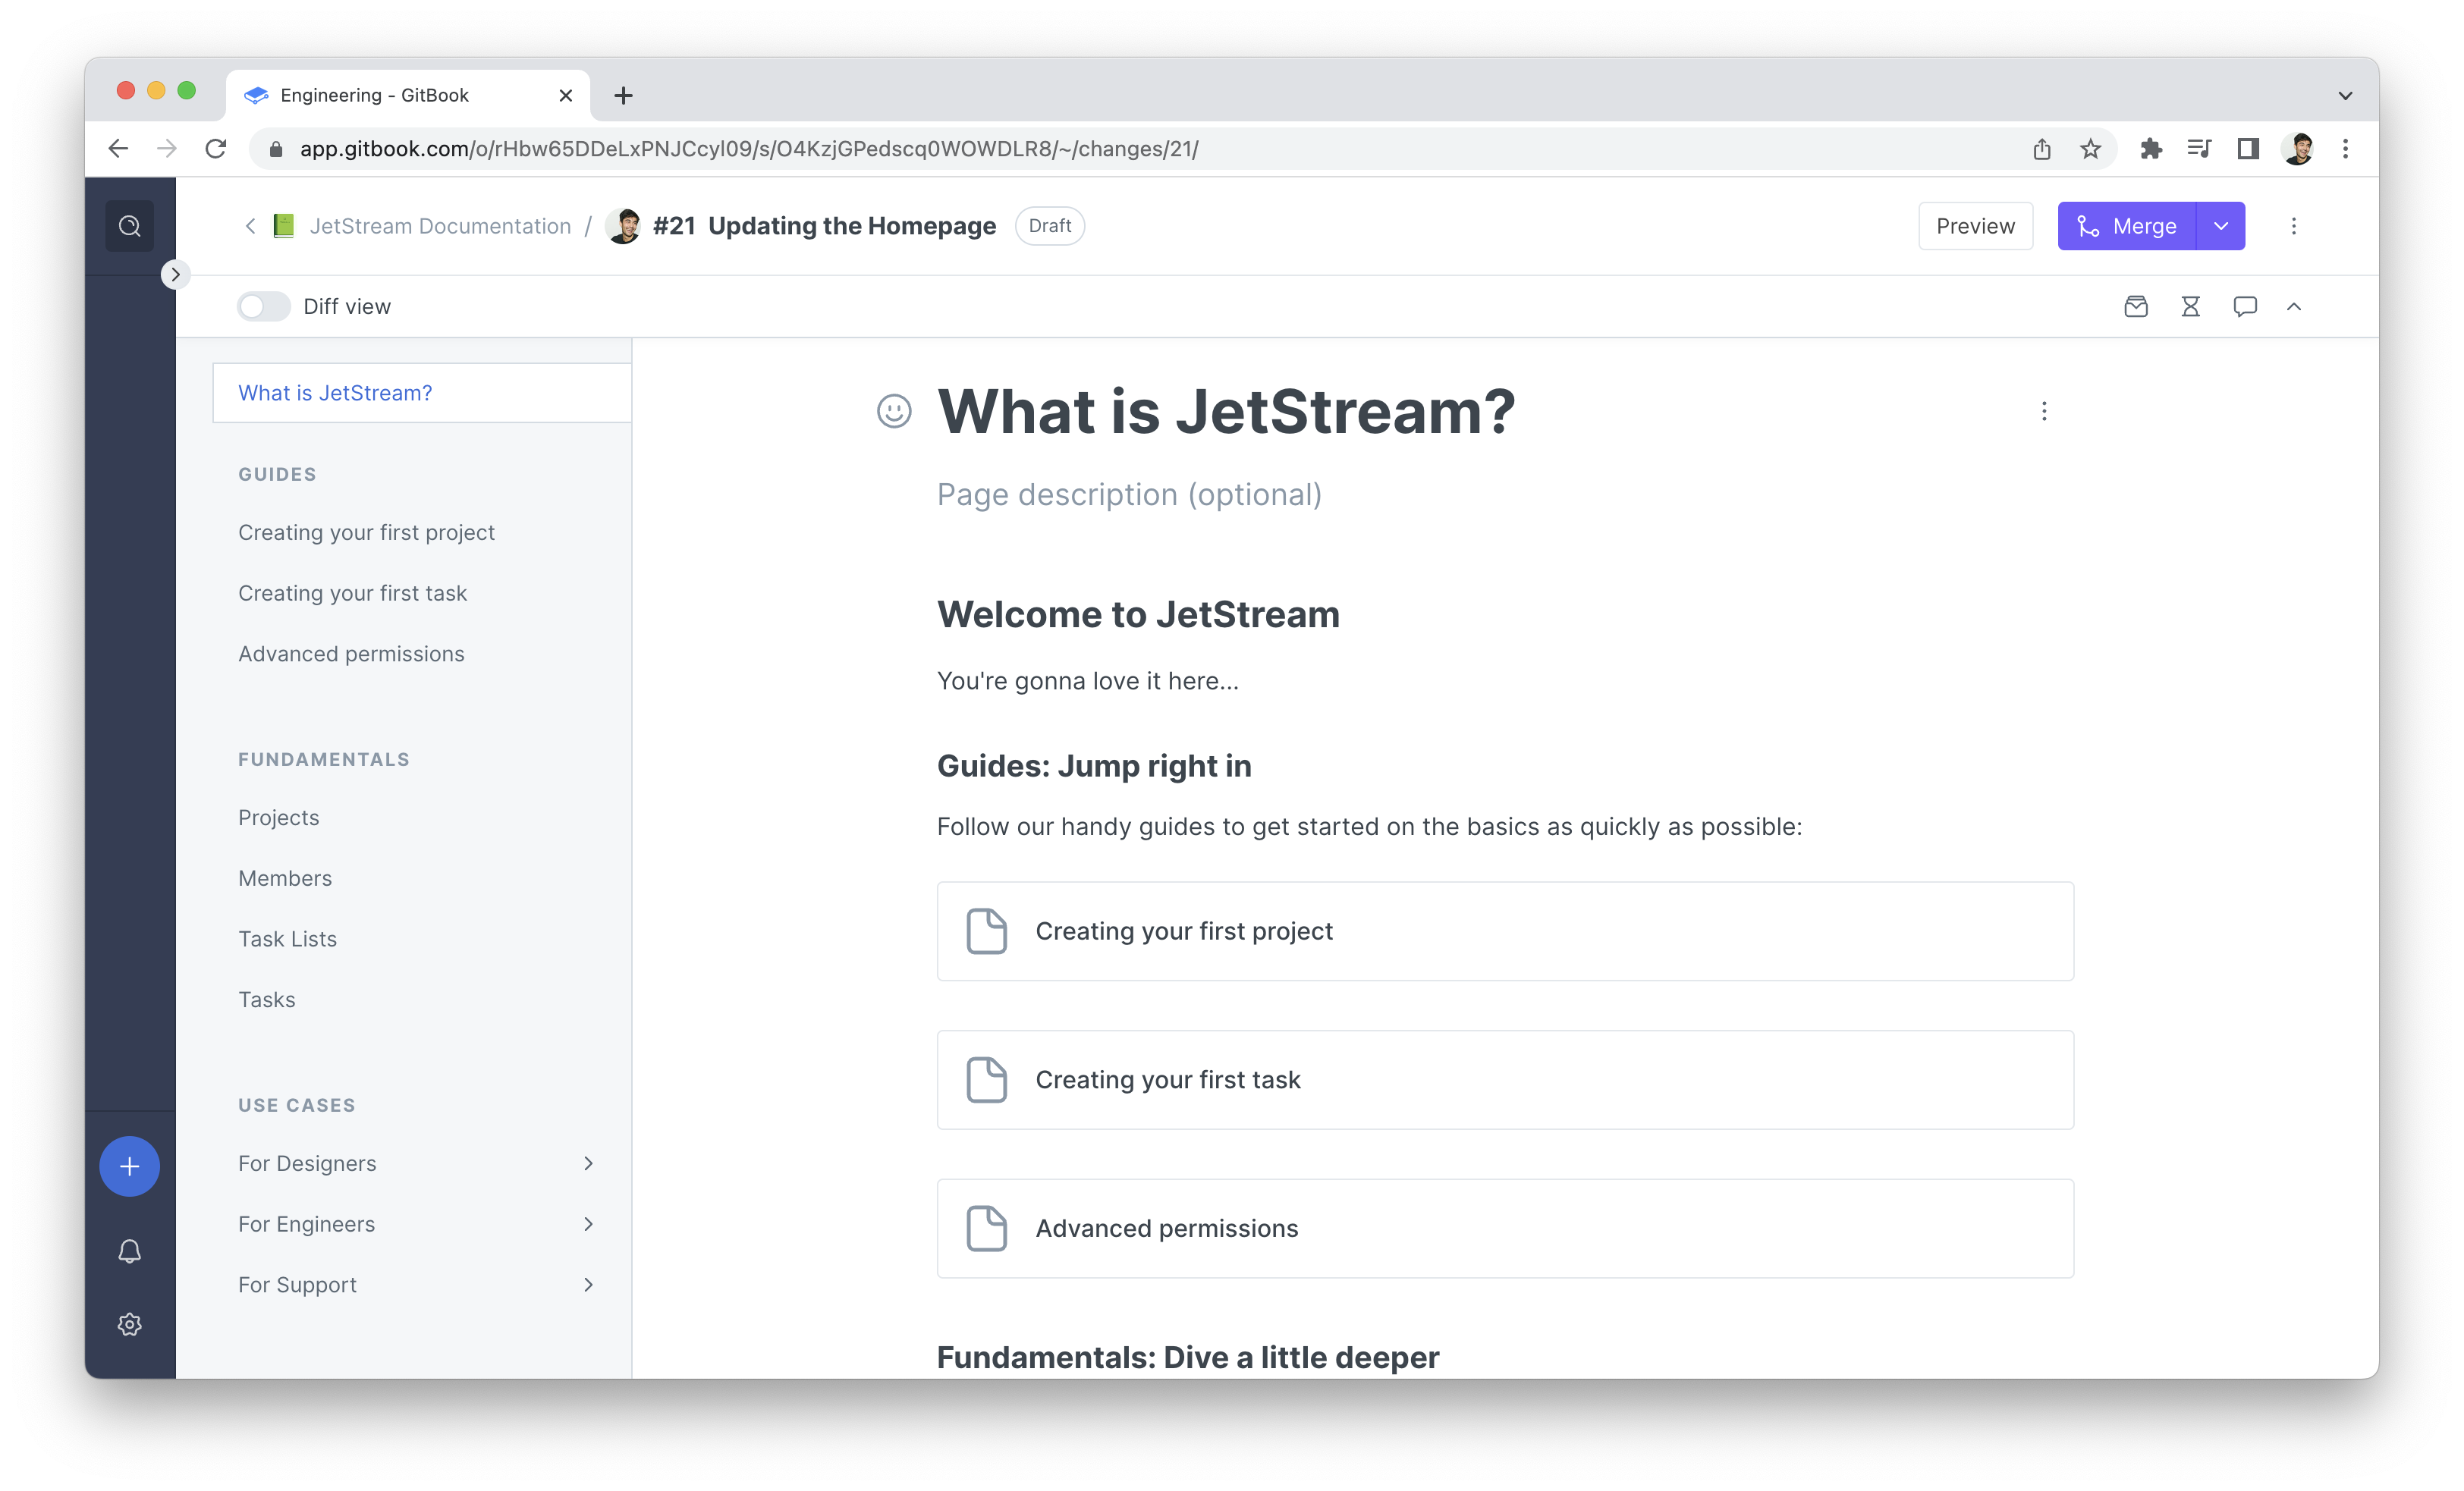 Engineering - GitBook
app.gitbook.com/o/rHbw65DDeLxPNJCcyl09/s/O4KzjGPedscq0WOWDLR8/~/changes/21/
JetStream Documentation / #21 Updating the Homepage Draft
Preview
Merge
Diff view
What is JetStream?
GUIDES
Creating your first project
Creating your first task
Advanced permissions
FUNDAMENTALS
Projects
Members
Task Lists
Tasks
USE CASES
For Designers
For Engineers
For Support
What is JetStream?
Page description (optional)
Welcome to JetStream
You're gonna love it here...
Guides: Jump right in
Follow our handy guides to get started on the basics as quickly as possible:
Creating your first project
Creating your first task
Advanced permissions
Fundamentals: Dive a little deeper